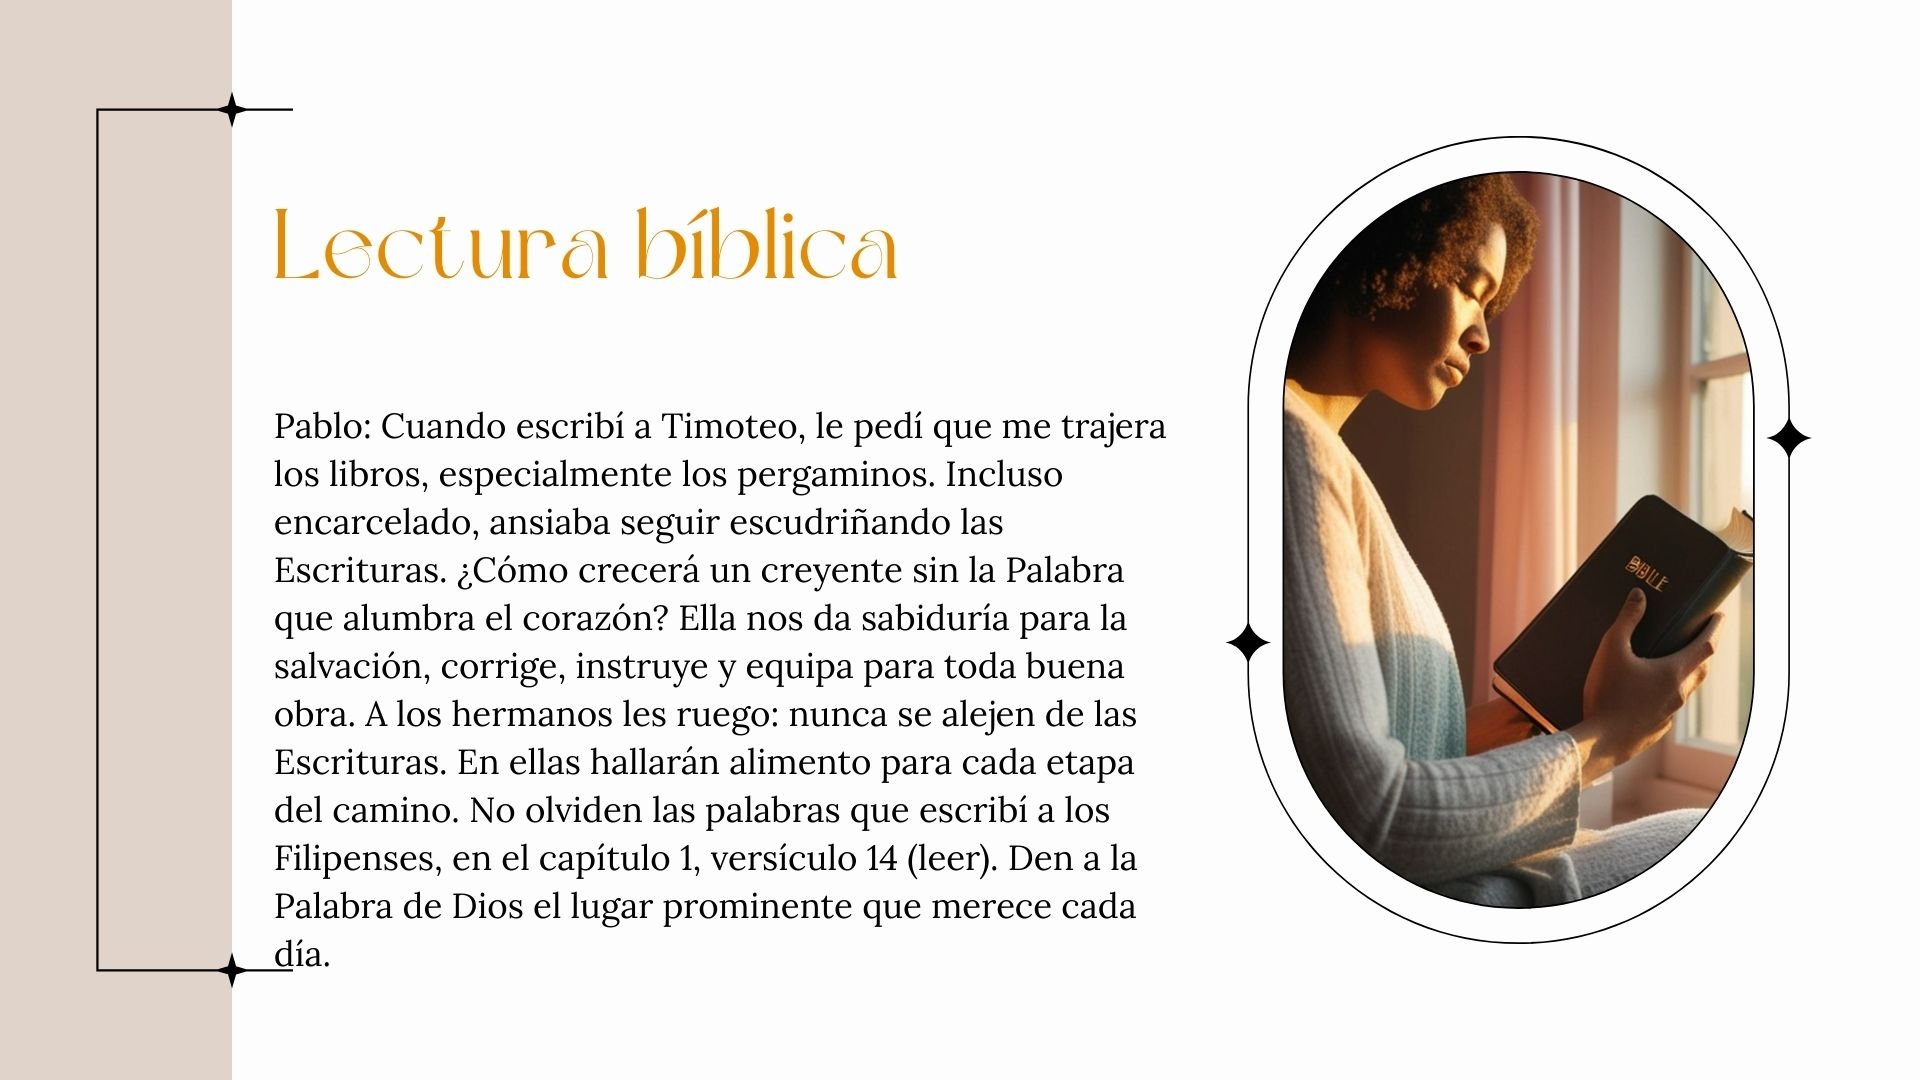 Lectura bíblica
Pablo: Cuando escribí a Timoteo, le pedí que me trajera
los libros, especialmente los pergaminos. Incluso
encarcelado, ansiaba seguir escudriñando las
Escrituras. ¿Cómo crecerá un creyente sin la Palabra
que alumbra el corazón? Ella nos da sabiduría para la
salvación, corrige, instruye y equipa para toda buena
obra. A los hermanos les ruego: nunca se alejen de las
Escrituras. En ellas hallarán alimento para cada etapa
del camino. No olviden las palabras que escribí a los
Filipenses, en el capítulo 1, versículo 14 (leer). Den a la
Palabra de Dios el lugar prominente que merece cada
día.
BIBLE